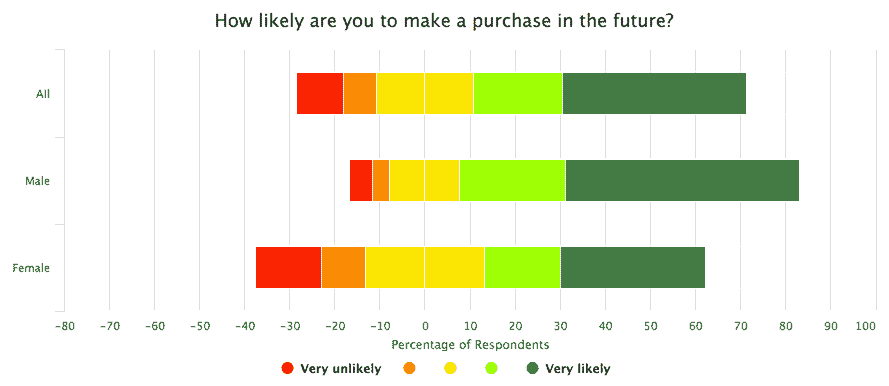 How likely are you to make a purchase in the future?
All
Male
Female
-80 -70 -60 -50 -40 -30 -20 -10 0 10 20 30 40 50 60 70 80 90 100
Percentage of Respondents
Very unlikely Very likely